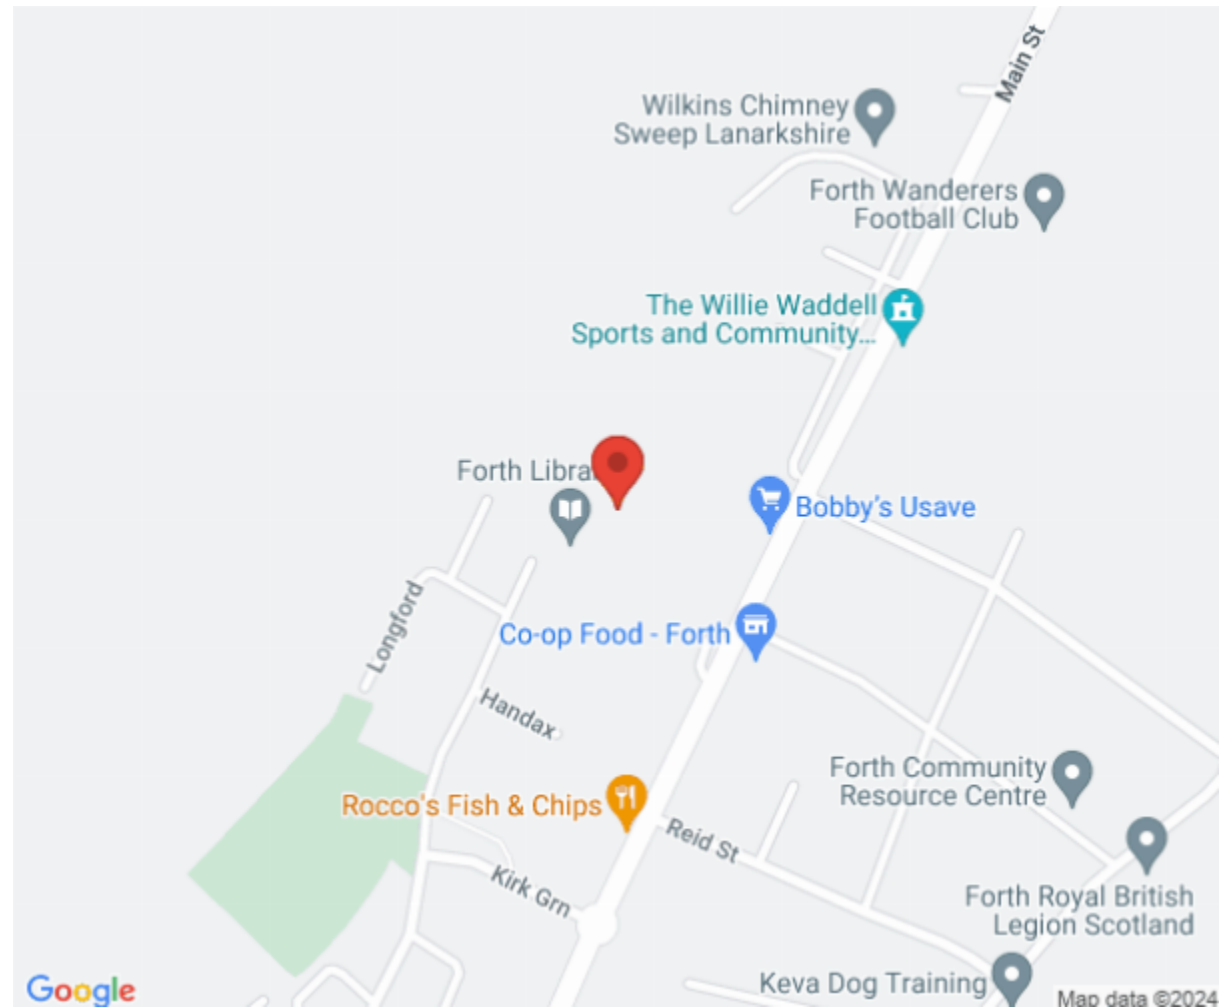 Main St
Wilkins Chimney
Sweep Lanarkshire
Forth Wanderers
Football Club
The Willie Waddell
Sports and Community...
Forth Libra
Bobby's Usave
Longford
Co-op Food - Forth
Handax
Forth Community
Resource Centre
Rocco's Fish & Chips
Reid St
Kirk Grn
Forth Royal British
Legion Scotland
Keva Dog Training
Google
Map data ©2024